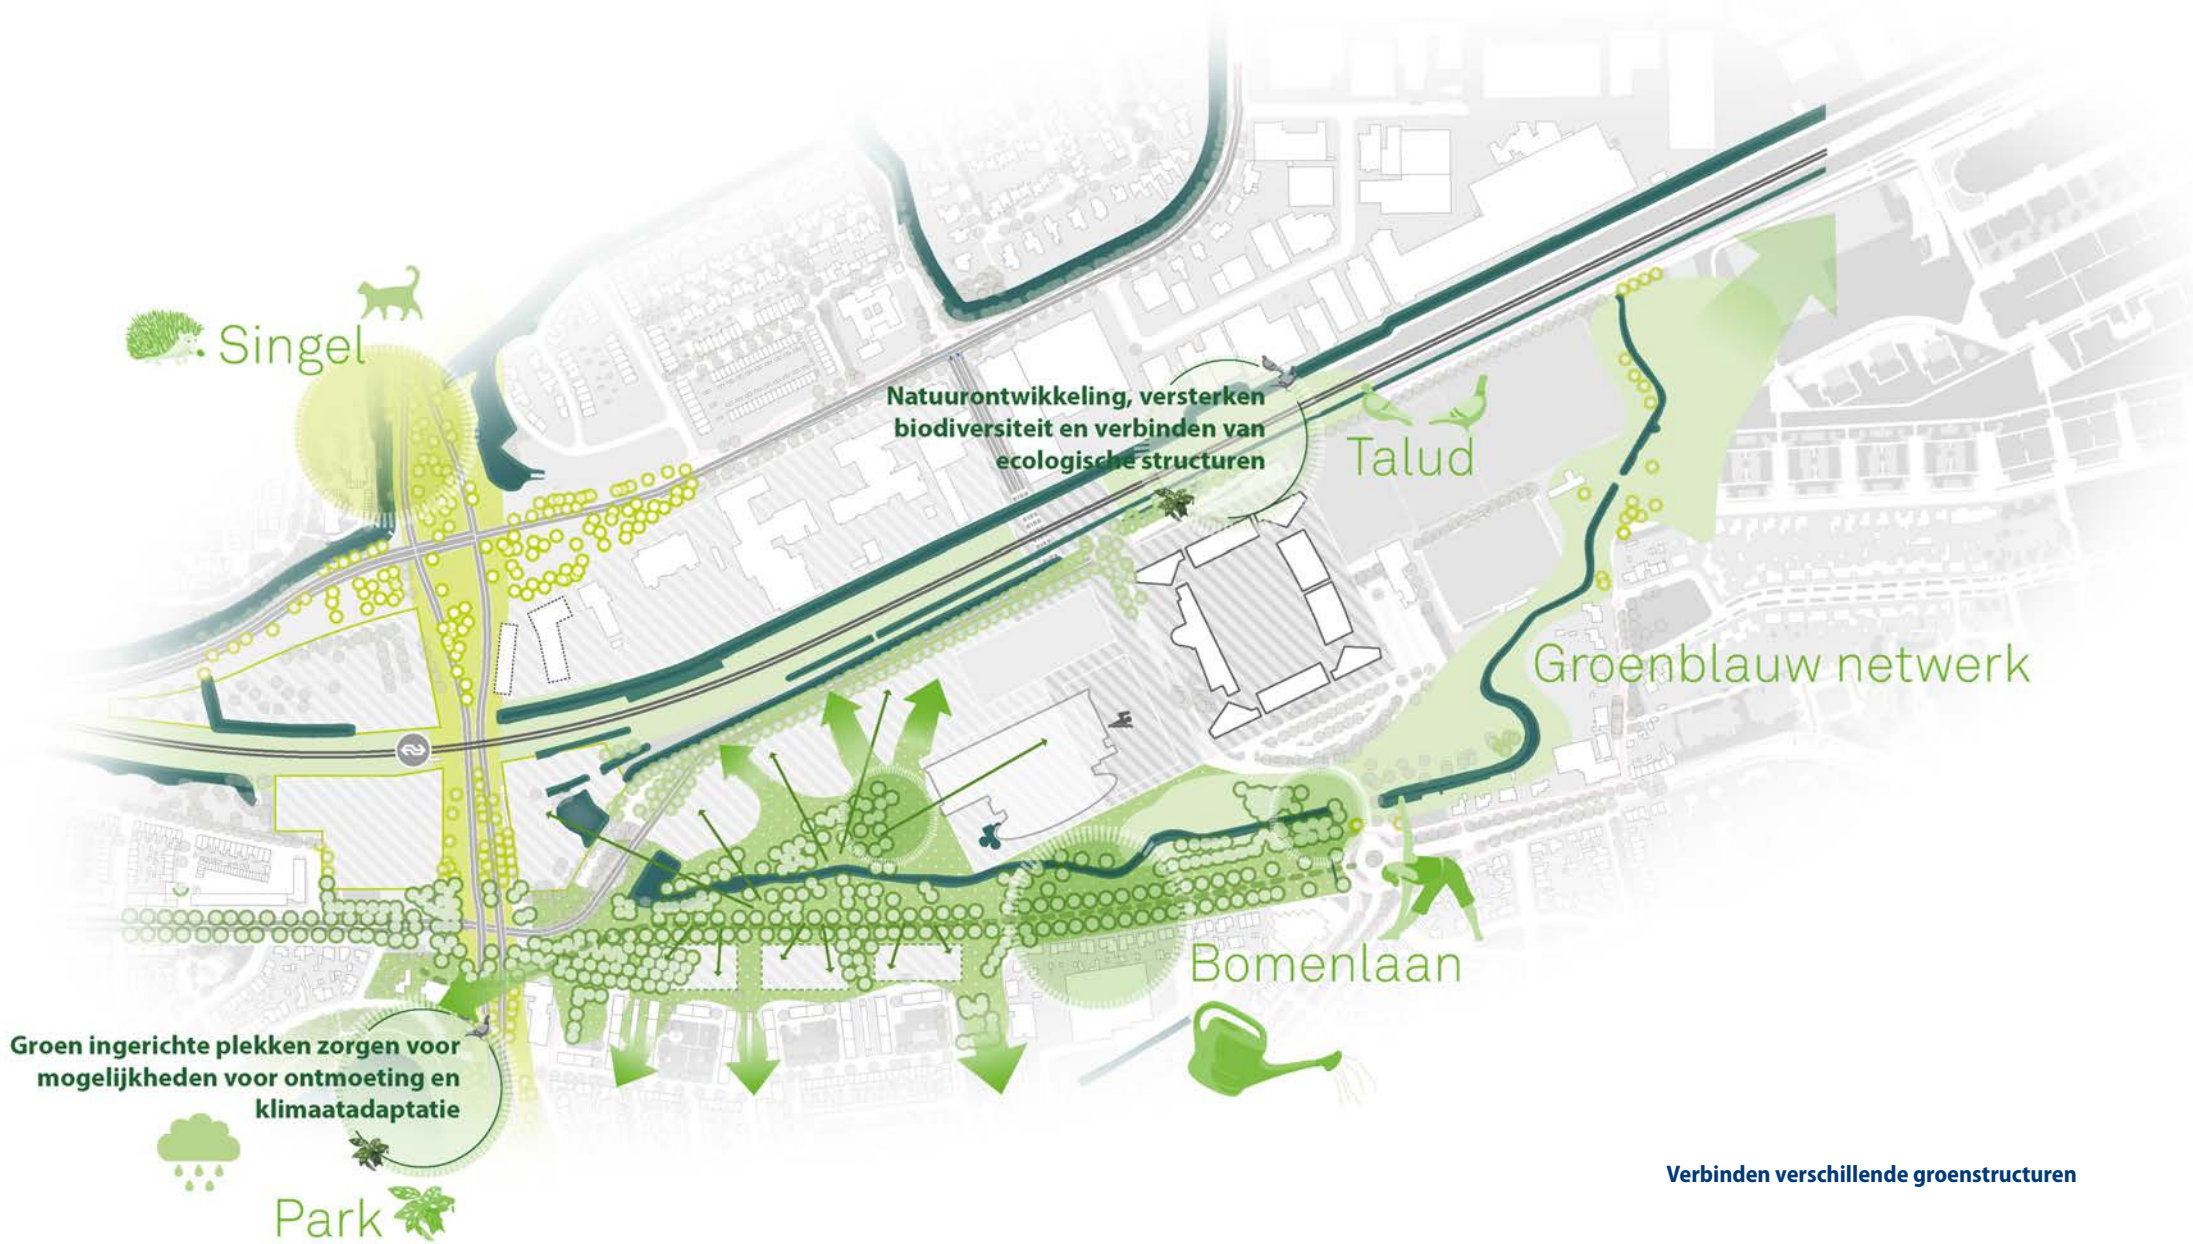 Singel
Natuurontwikkeling, versterken
biodiversiteit en verbinden van
ecologische structuren
Talud
Groenblauw netwerk
Bomenlaan
Groen ingerichte plekken zorgen voor
mogelijkheden voor ontmoeting en
klimaatadaptatie
Park
Verbinden verschillende groenstructuren